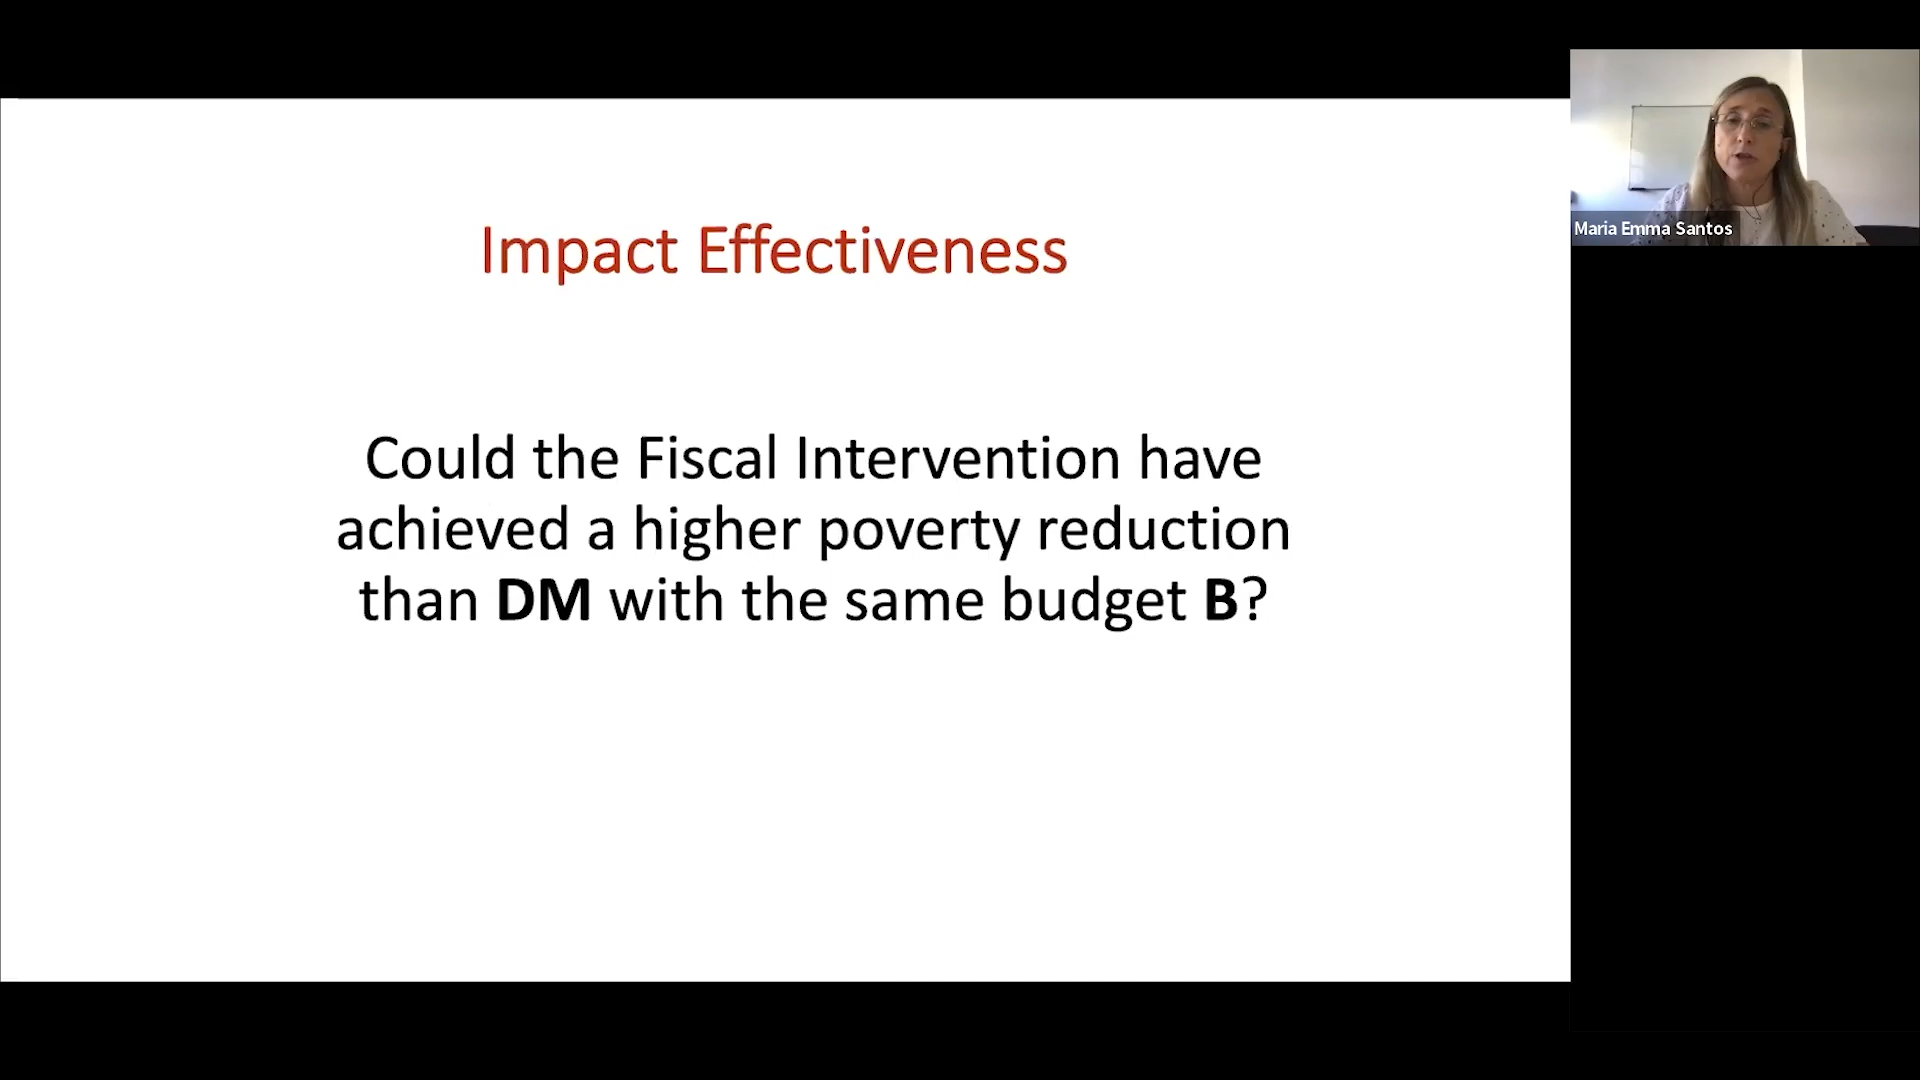 Impact Effectiveness
Could the Fiscal Intervention have
achieved a higher poverty reduction
than DM with the same budget B?
Maria Emma Santos